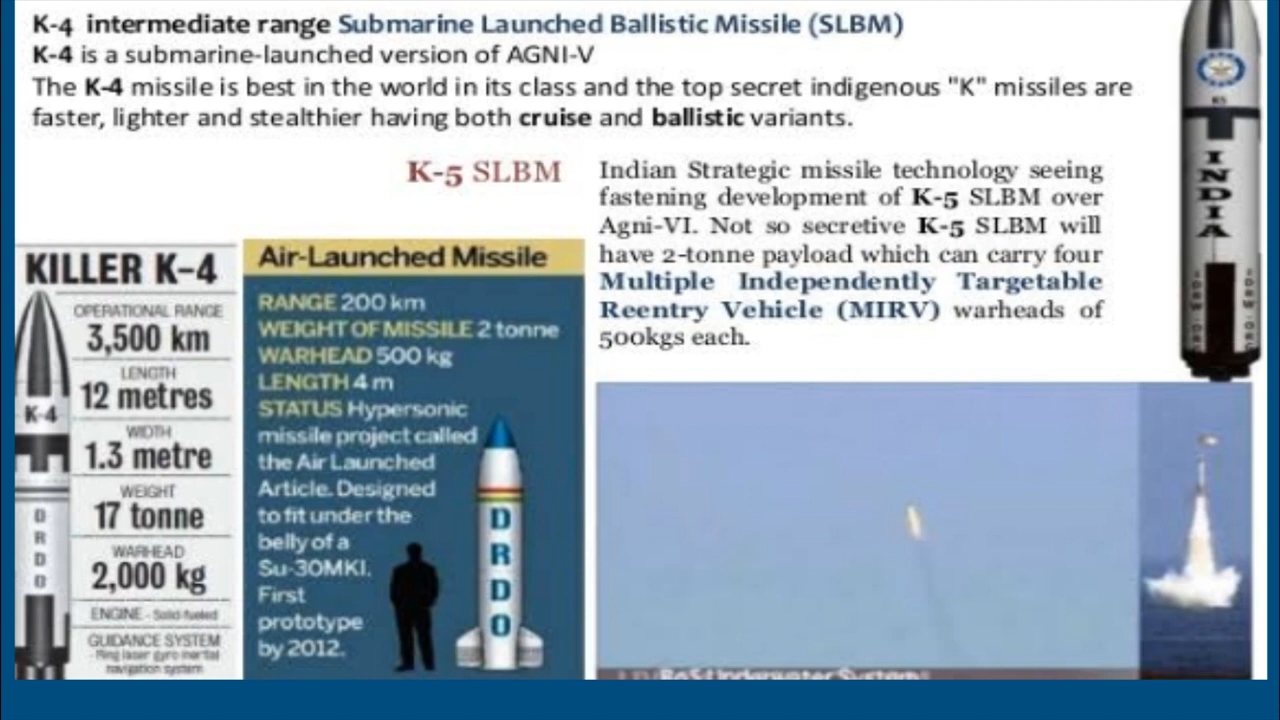 K-4 intermediate range Submarine Launched Ballistic Missile (SLBM)
K-4 is a submarine-launched version of AGNI-V
The K-4 missile is best in the world in its class and the top secret indigenous "K" missiles are
faster, lighter and stealthier having both cruise and ballistic variants.
K-5 SLBM
Indian Strategic missile technology seeing
fastening development of K-5 SLBM over
Agni-VI. Not so secretive K-5 SLBM will
have 2-tonne payload which can carry four
Multiple Independently Targetable
Reentry Vehicle (MIRV) warheads of
500kgs each.
KILLER K-4
OPERATIONAL RANGE
3,500 km
LENGTH
12 metres
WIDTH
1.3 metre
WEIGHT
17 tonne
WARHEAD
2,000 kg
ENGINE - Solid fueled
GUIDANCE SYSTEM
- Ring laser gyro inertial
navigation system
K-4
DRDO
Air-Launched Missile
RANGE 200 km
WEIGHT OF MISSILE 2 tonne
WARHEAD 500 kg
LENGTH 4 m
STATUS Hypersonic
missile project called
the Air Launched
Article. Designed
to fit under the
belly of a
Su-30MKI.
First
prototype
by 2012.
DRDO
INDIA